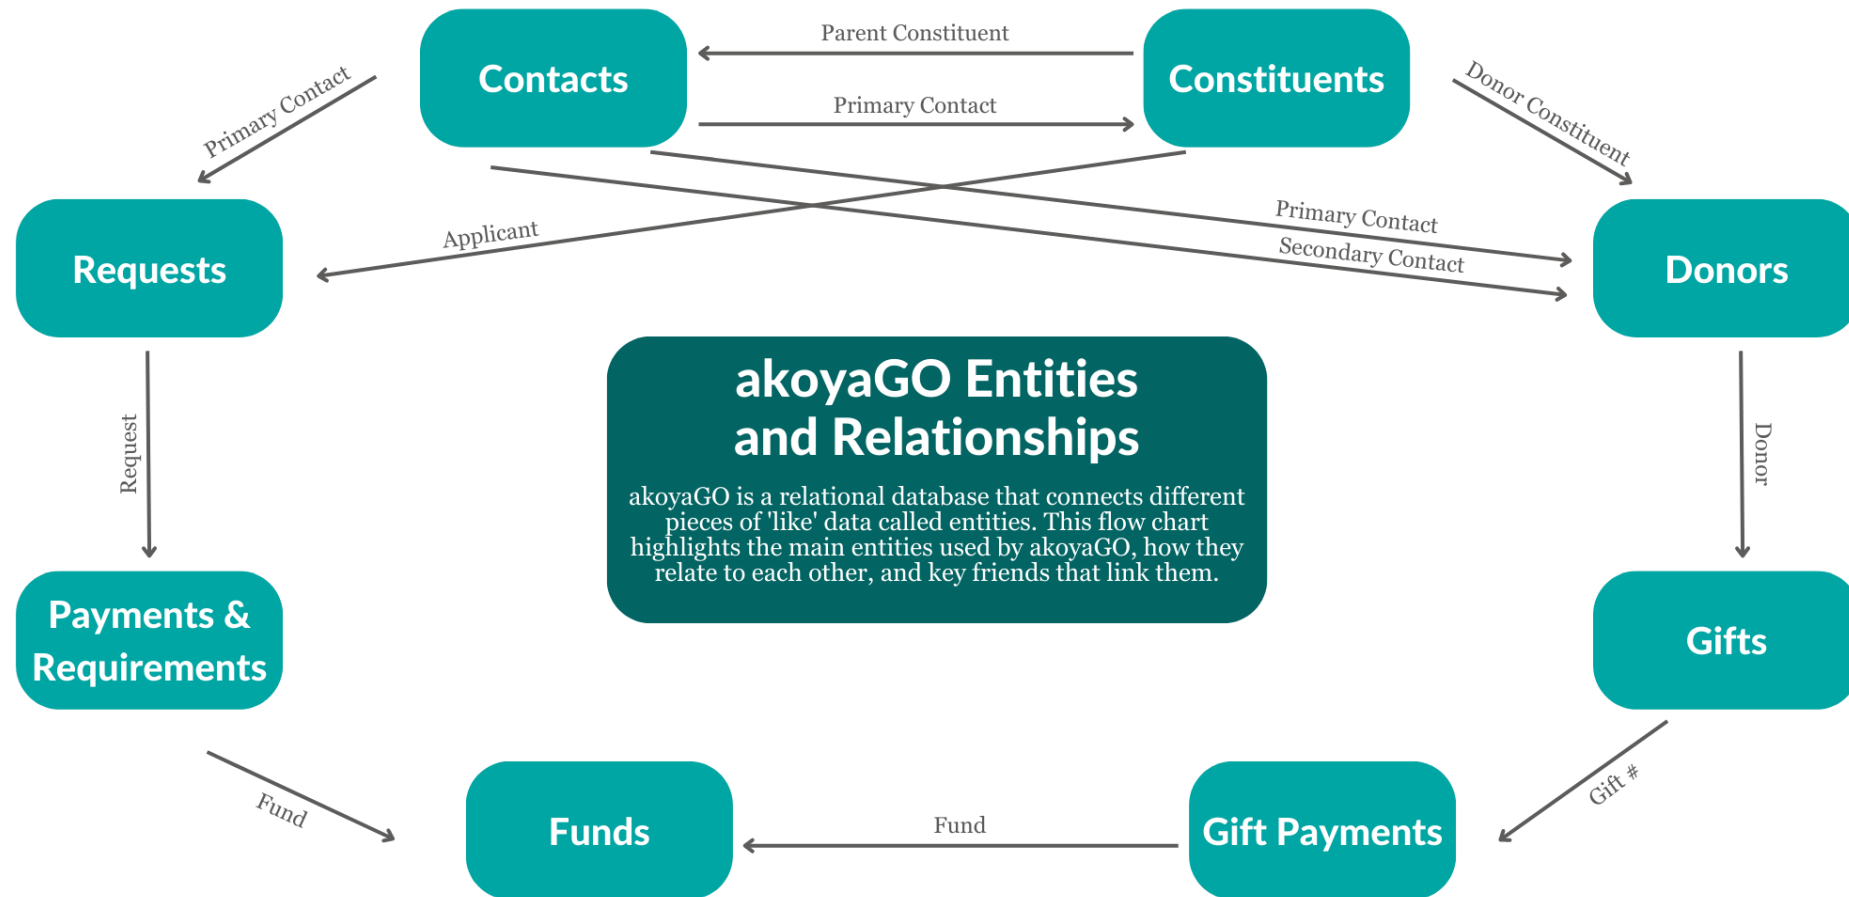 Parent Constituent
Contacts
Constituents
Primary Contact
Primary Contact
Donor Constituent
Applicant
Primary Contact
Secondary Contact
Requests
Donors
akoyaGO Entities
and Relationships
akoyaGO is a relational database that connects different
pieces of 'like' data called entities. This flow chart
highlights the main entities used by akoyaGO, how they
relate to each other, and key friends that link them.
Request
Donor
Payments &
Requirements
Gifts
Fund
Funds
Fund
Gift Payments
Gift #